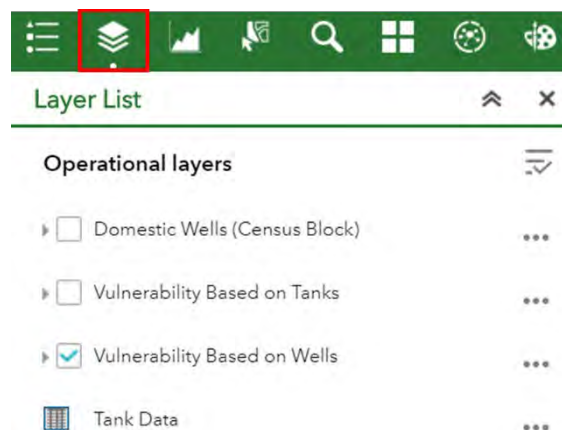 Layer List
Operational layers
Domestic Wells (Census Block)
Vulnerability Based on Tanks
Vulnerability Based on Wells
Tank Data